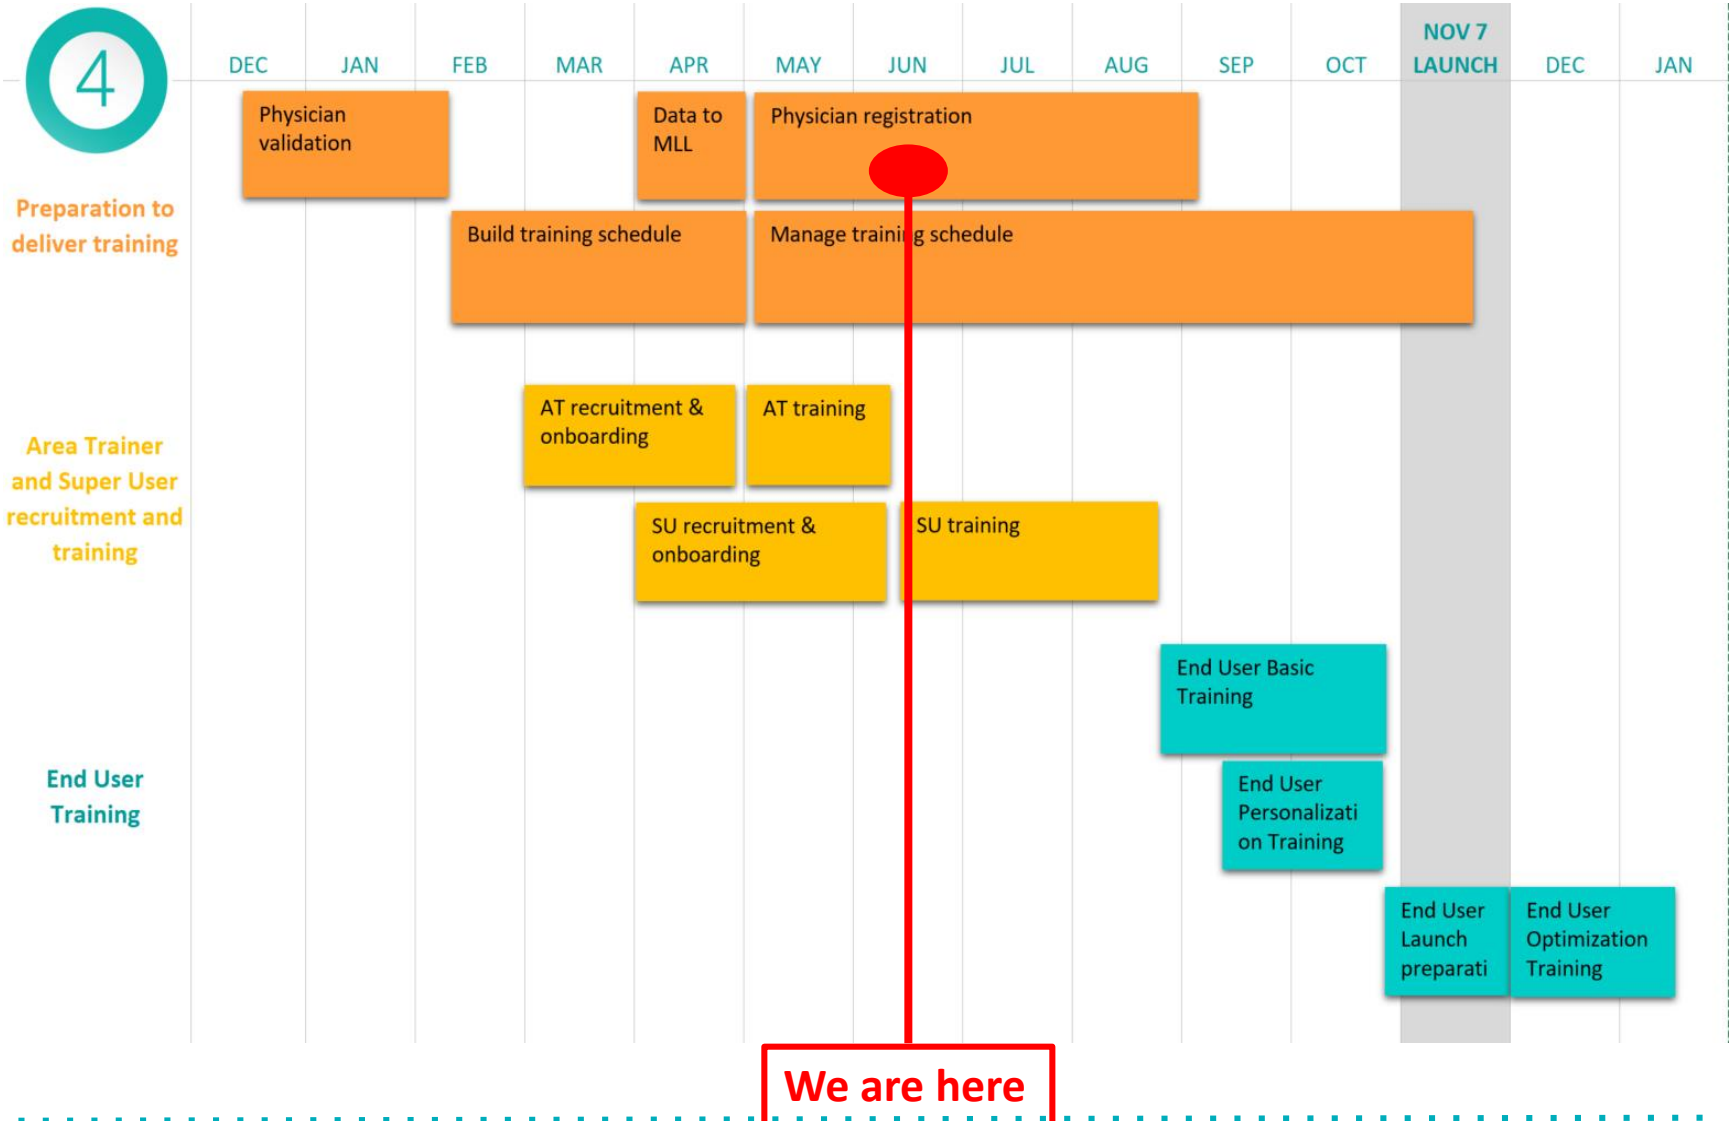 4
DEC JAN FEB MAR APR MAY JUN JUL AUG SEP OCT NOV 7 LAUNCH DEC JAN
Preparation to
deliver training
Physician
validation
Data to
MLL
Physician registration
Build training schedule
Manage training schedule
Area Trainer
and Super User
recruitment and
training
AT recruitment &
onboarding
AT training
SU recruitment &
onboarding
SU training
End User
Training
End User Basic
Training
End User
Personalizati
on Training
End User
Launch
preparati
End User
Optimization
Training
We are here